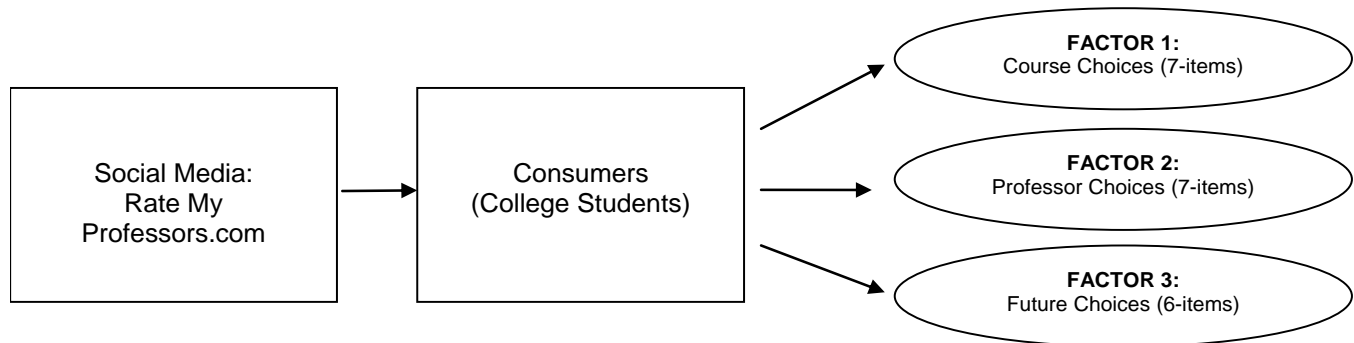 Social Media:
Rate My
Professors.com
Consumers
(College Students)
FACTOR 1:
Course Choices (7-items)
FACTOR 2:
Professor Choices (7-items)
FACTOR 3:
Future Choices (6-items)